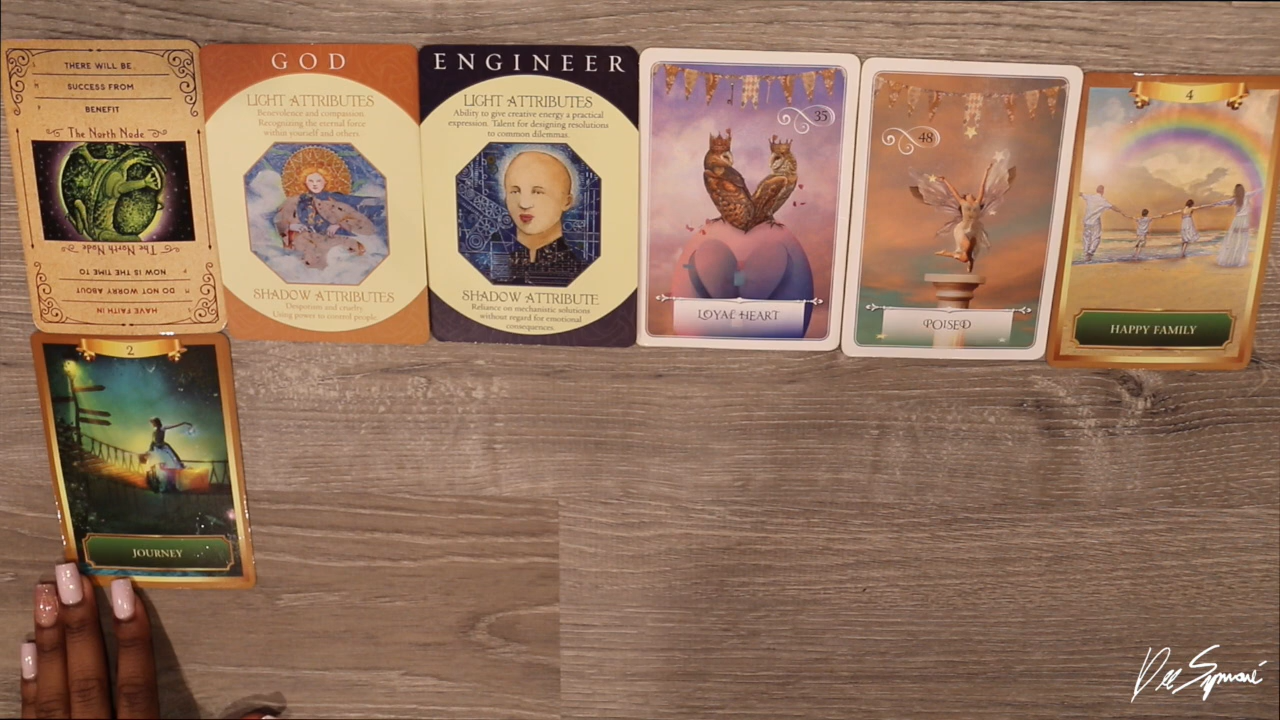 THERE WILL BE
SUCCESS FROM
BENEFIT
The North Node
The North Node
NOW IS THE TIME TO
DO NOT WORRY ABOUT
HAVE FAITH IN
GOD
LIGHT ATTRIBUTES
Benevolence and compassion.
Recognizing the eternal force
within yourself and others.
SHADOW ATTRIBUTES
Despotism and cruelty.
Using power to control people.
ENGINEER
LIGHT ATTRIBUTES
Ability to give creative energy a practical
expression. Talent for designing resolutions
to common dilemmas.
SHADOW ATTRIBUTE
Reliance on mechanistic solutions
without regard for emotional
consequences.
35
LOYAL HEART
48
POISED
4
HAPPY FAMILY
2
JOURNEY
Dee Symoné